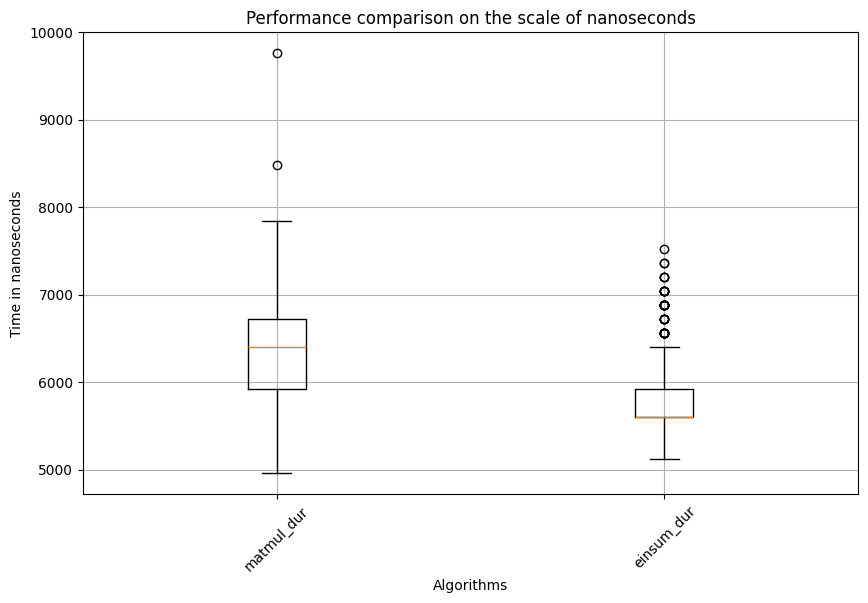 Performance comparison on the scale of nanoseconds
10000
9000
8000
7000
6000
5000
Time in nanoseconds
matmul_dur
einsum_dur
Algorithms